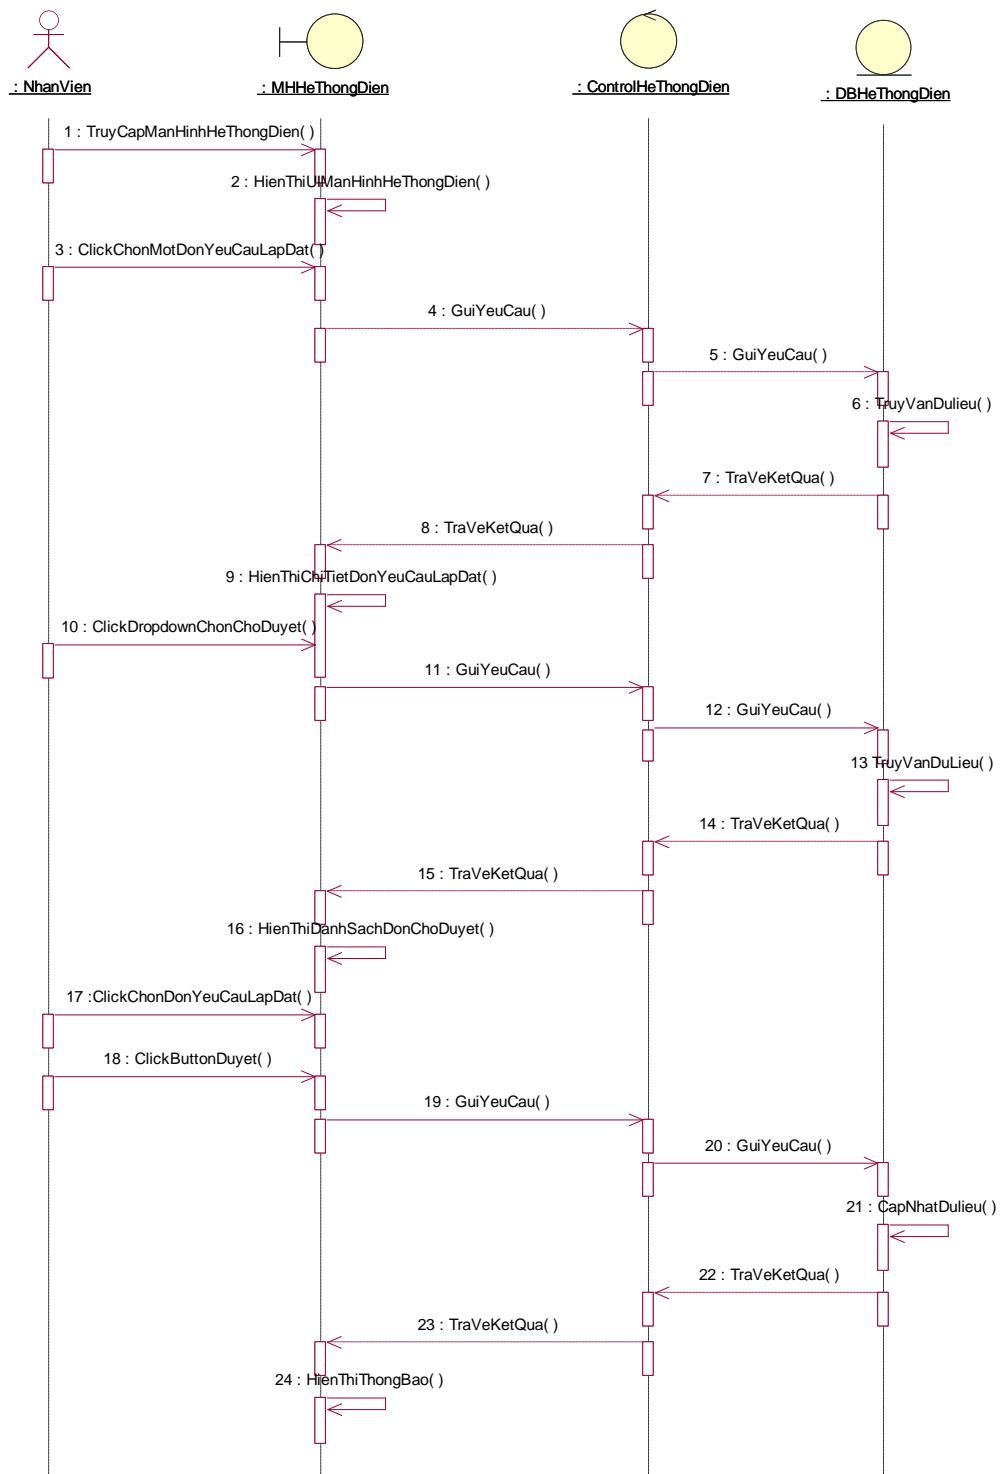 : NhanVien
: MHHeThongDien
: ControlHeThongDien
: DBHeThongDien
1 : TruyCapManHinhHeThongDien( )
2 : HienThiUIManHinhHeThongDien( )
3 : ClickChonMotDonYeuCauLapDat( )
4 : GuiYeuCau( )
5 : GuiYeuCau( )
6 : TruyVanDulieu( )
7 : TraVeKetQua( )
8 : TraVeKetQua( )
9 : HienThiChiTietDonYeuCauLapDat( )
10 : ClickDropdownChonChoDuyet( )
11 : GuiYeuCau( )
12 : GuiYeuCau( )
13 TruyVanDuLieu( )
14 : TraVeKetQua( )
15 : TraVeKetQua( )
16 : HienThiDanhSachDonChoDuyet( )
17 :ClickChonDonYeuCauLapDat( )
18 : ClickButtonDuyet( )
19 : GuiYeuCau( )
20 : GuiYeuCau( )
21 : CapNhatDulieu( )
22 : TraVeKetQua( )
23 : TraVeKetQua( )
24 : HienThiThongBao( )